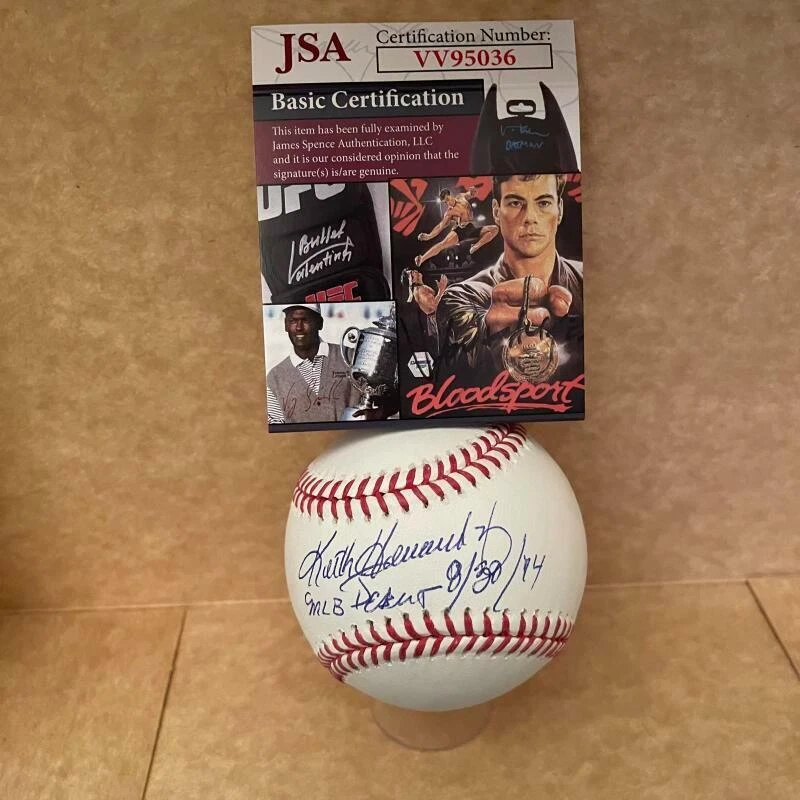 JSA
Certification Number:
VV95036
Basic Certification
This item has been fully examined by
James Spence Authentication, LLC
and it is our considered opinion that the
signature(s) is/are genuine.
UFC
Bullet
Valentina
UFC
Bloodsport
Keith Hernandez
MLB DEBUT 8/30/74